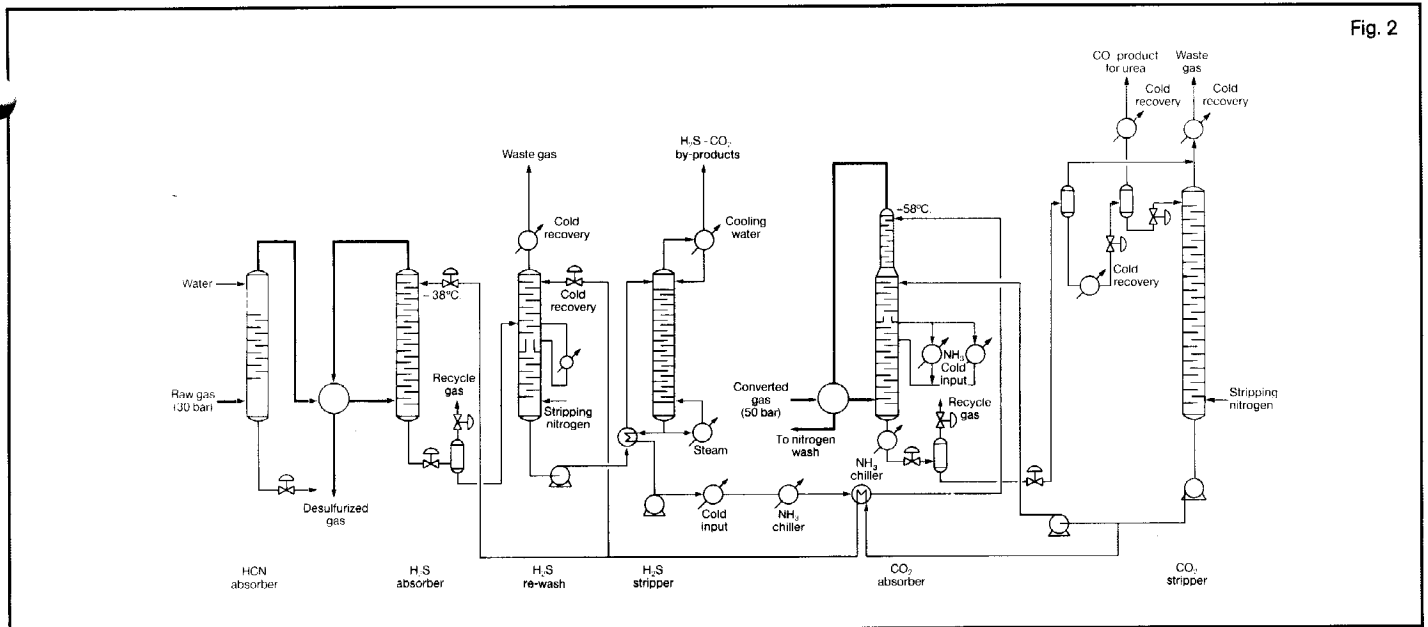 Fig. 2
CO product
for urea
Waste
gas
Cold
recovery
Cold
recovery
Waste gas
H₂S - CO₂
by-products
Cold
recovery
Cooling
water
-58°C.
Water
-38°C.
Cold
recovery
Cold
recovery
Recycle
gas
NH₃
Cold
input
Raw gas
(30 bar)
Stripping
nitrogen
Converted
gas
(50 bar)
Recycle
gas
Stripping
nitrogen
To nitrogen
wash
Steam
NH₃
chiller
Desulfurized
gas
Cold
input
NH₃
chiller
HCN
absorber
H₂S
absorber
H₂S
re-wash
H₂S
stripper
CO₂
absorber
CO₂
stripper